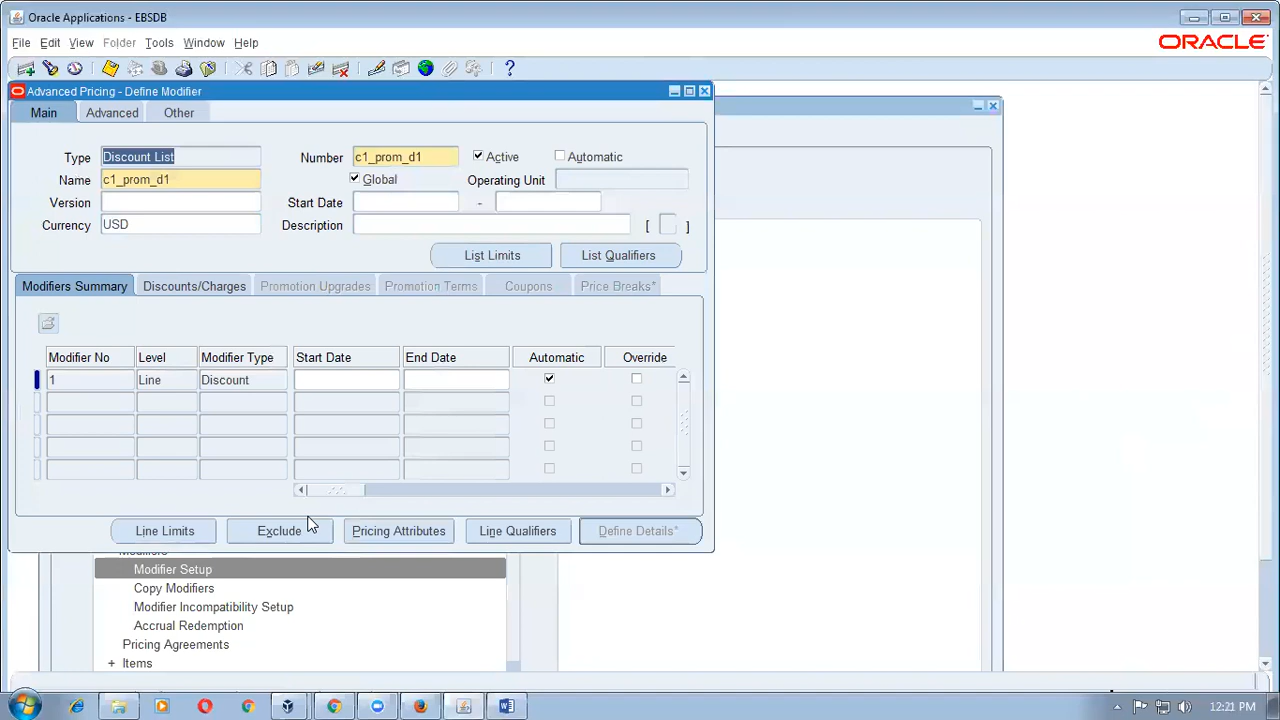 Oracle Applications - EBSDB
File Edit View Folder Tools Window Help
ORACLE
Advanced Pricing - Define Modifier
Main Advanced Other
Type Discount List Number c1_prom_d1 Active Automatic
Name c1_prom_d1 Global Operating Unit
Version Start Date -
Currency USD Description [ ]
List Limits List Qualifiers
Modifiers Summary Discounts/Charges Promotion Upgrades Promotion Terms Coupons Price Breaks*
Modifier No Level Modifier Type Start Date End Date Automatic Override
1 Line Discount
Line Limits Exclude Pricing Attributes Line Qualifiers Define Details*
Modifiers
Modifier Setup
Copy Modifiers
Modifier Incompatibility Setup
Accrual Redemption
Pricing Agreements
+ Items
12:21 PM